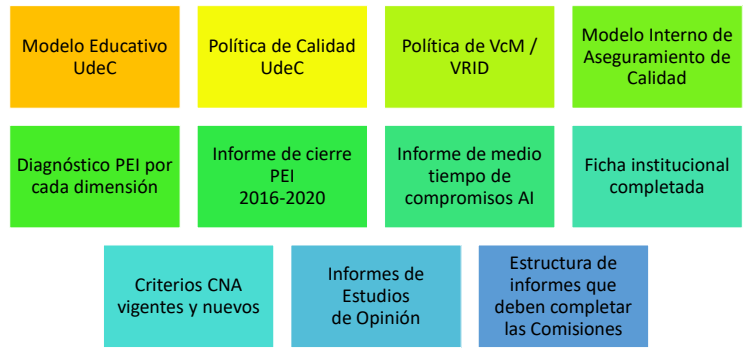 Modelo Educativo
UdeC
Política de Calidad
UdeC
Política de VcM /
VRID
Modelo Interno de
Aseguramiento de
Calidad
Diagnóstico PEI por
cada dimensión
Informe de cierre
PEI
2016-2020
Informe de medio
tiempo de
compromisos AI
Ficha institucional
completada
Criterios CNA
vigentes y nuevos
Informes de
Estudios
de Opinión
Estructura de
informes que
deben completar
las Comisiones